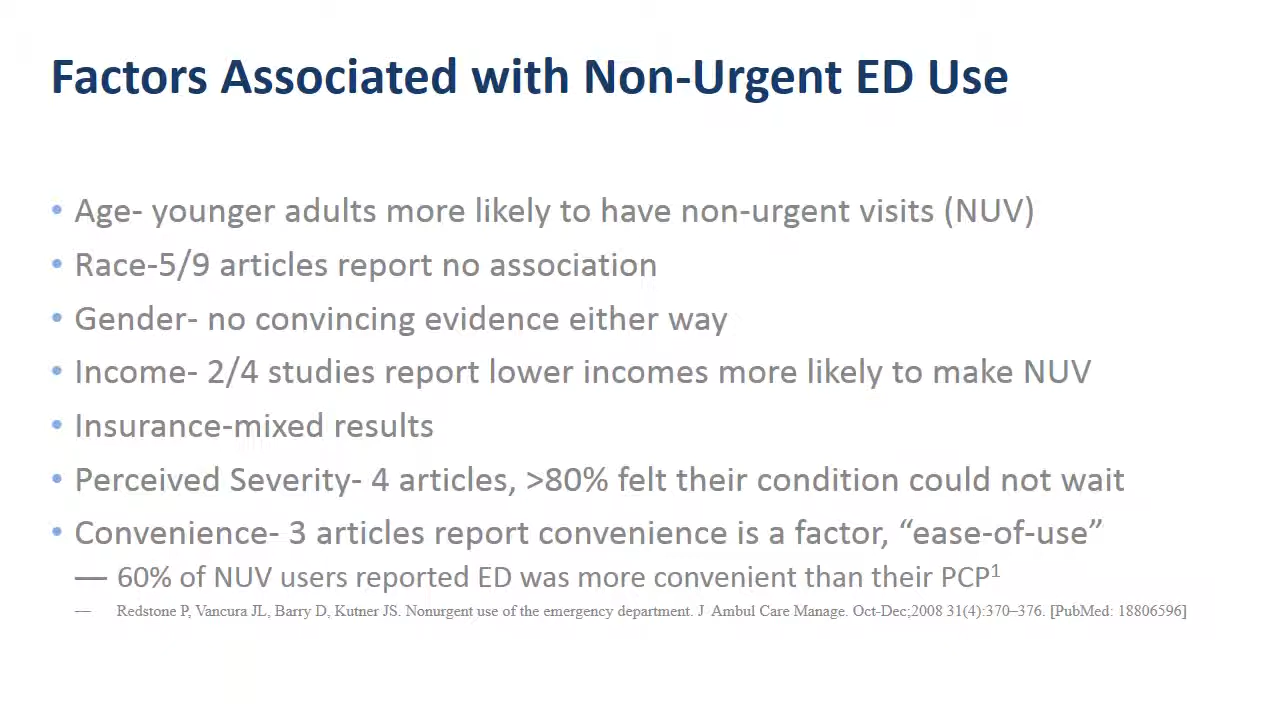 Factors Associated with Non-Urgent ED Use
• Age- younger adults more likely to have non-urgent visits (NUV)
• Race-5/9 articles report no association
• Gender- no convincing evidence either way
• Income- 2/4 studies report lower incomes more likely to make NUV
• Insurance-mixed results
• Perceived Severity- 4 articles, >80% felt their condition could not wait
• Convenience- 3 articles report convenience is a factor, “ease-of-use”
— 60% of NUV users reported ED was more convenient than their PCP¹
— Redstone P, Vancura JL, Barry D, Kutner JS. Nonurgent use of the emergency department. J Ambul Care Manage. Oct-Dec;2008 31(4):370–376. [PubMed: 18806596]